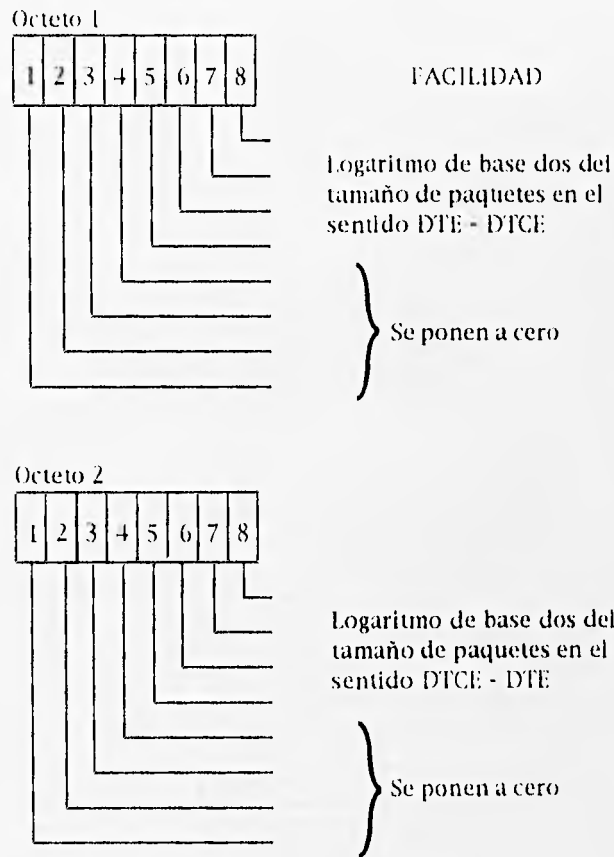 Octeto 1
1 2 3 4 5 6 7 8
FACILIDAD
Logaritmo de base dos del
tamaño de paquetes en el
sentido DTE - DTCE
Se ponen a cero
Octeto 2
1 2 3 4 5 6 7 8
Logaritmo de base dos del
tamaño de paquetes en el
sentido DTCE - DTE
Se ponen a cero